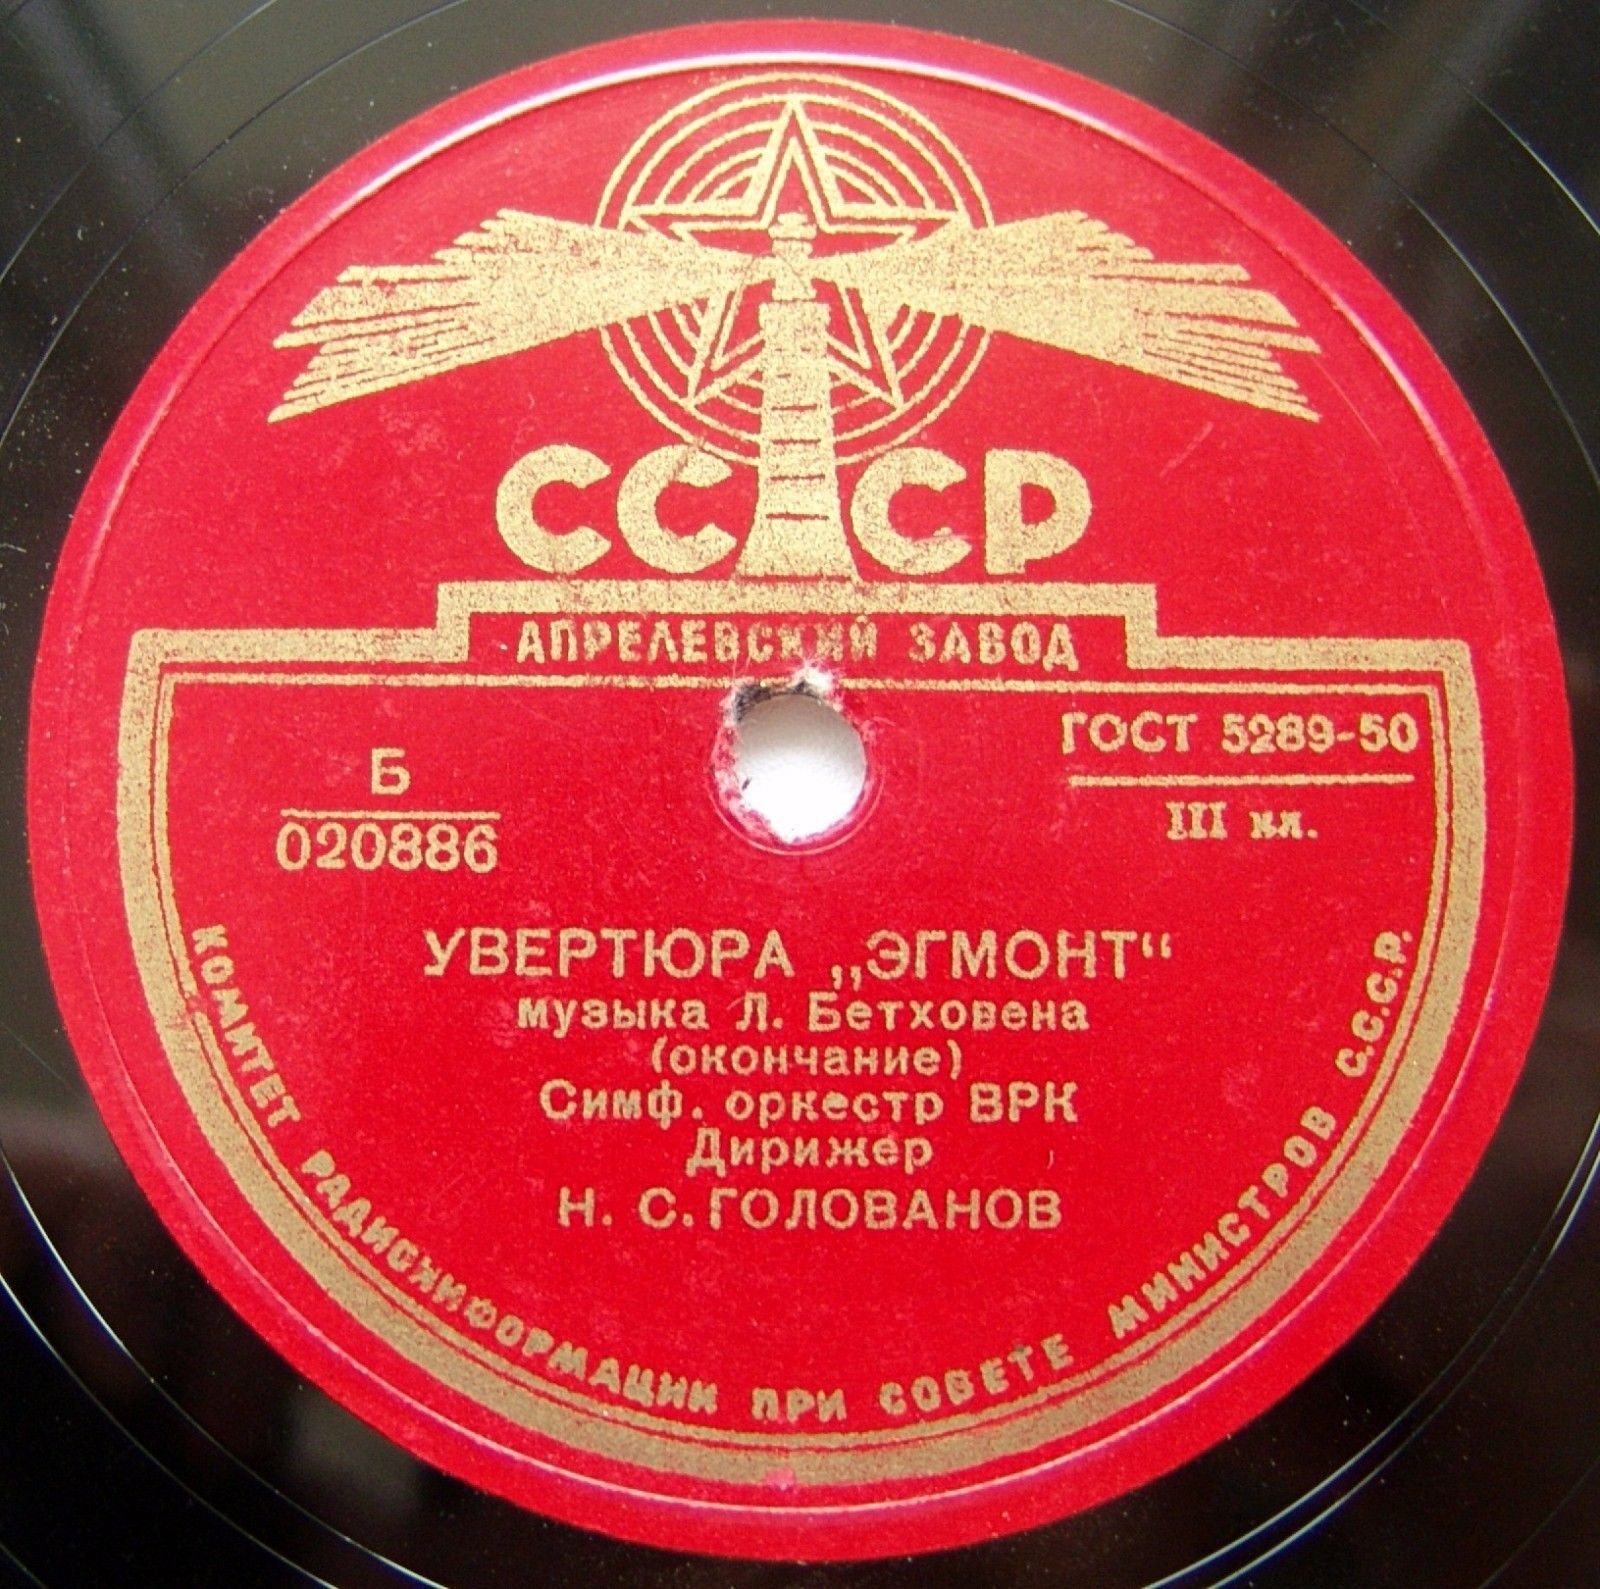 СССР
АПРЕЛЕВСКИЙ ЗАВОД
ГОСТ 5289-50
III кл.
Б
020886
УВЕРТЮРА „ЭГМОНТ“
музыка Л. Бетховена
(окончание)
Симф. оркестр ВРК
Дирижер
Н. С. ГОЛОВАНОВ
КОМИТЕТ РАДИОИНФОРМАЦИИ ПРИ СОВЕТЕ МИНИСТРОВ С.С.С.Р.